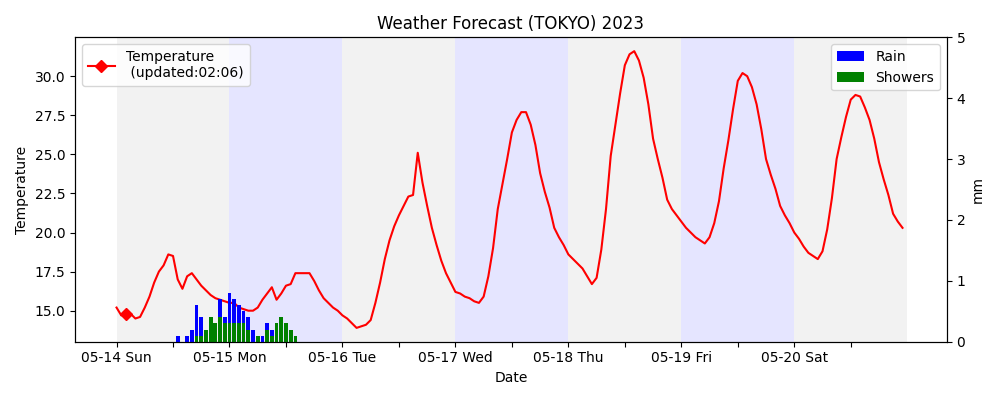 Weather Forecast (TOKYO) 2023
Temperature
(updated:02:06)
Rain
Showers
30.0
27.5
25.0
22.5
20.0
17.5
15.0
Temperature
5
4
3
2
1
0
mm
05-14 Sun
05-15 Mon
05-16 Tue
05-17 Wed
05-18 Thu
05-19 Fri
05-20 Sat
Date